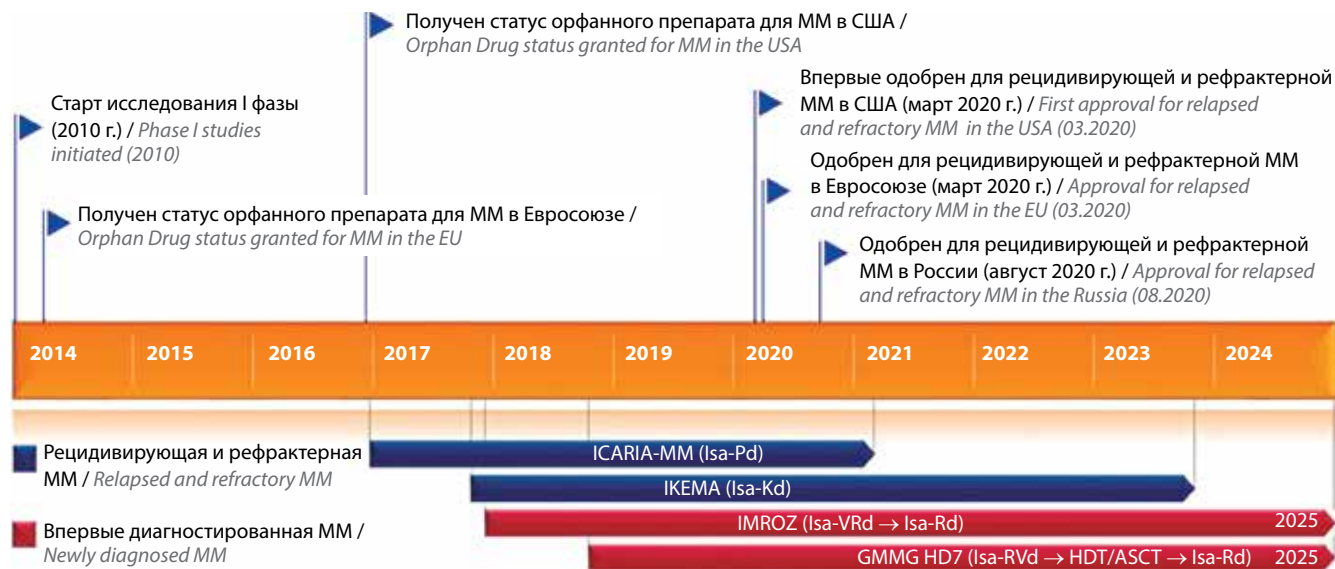 Получен статус орфанного препарата для ММ в США /
Orphan Drug status granted for MM in the USA
Старт исследования I фазы
(2010 г.) / Phase I studies
initiated (2010)
Получен статус орфанного препарата для ММ в Евросоюзе /
Orphan Drug status granted for MM in the EU
Впервые одобрен для рецидивирующей и рефрактерной
ММ в США (март 2020 г.) / First approval for relapsed
and refractory MM in the USA (03.2020)
Одобрен для рецидивирующей и рефрактерной ММ
в Евросоюзе (март 2020 г.) / Approval for relapsed
and refractory MM in the EU (03.2020)
Одобрен для рецидивирующей и рефрактерной
ММ в России (август 2020 г.) / Approval for relapsed
and refractory MM in the Russia (08.2020)
2014 2015 2016 2017 2018 2019 2020 2021 2022 2023 2024
Рецидивирующая и рефрактерная
ММ / Relapsed and refractory MM
ICARIA-MM (Isa-Pd)
IKEMA (Isa-Kd)
Впервые диагностированная ММ /
Newly diagnosed MM
IMROZ (Isa-VRd → Isa-Rd) 2025
GMMG HD7 (Isa-RVd → HDT/ASCT → Isa-Rd) 2025